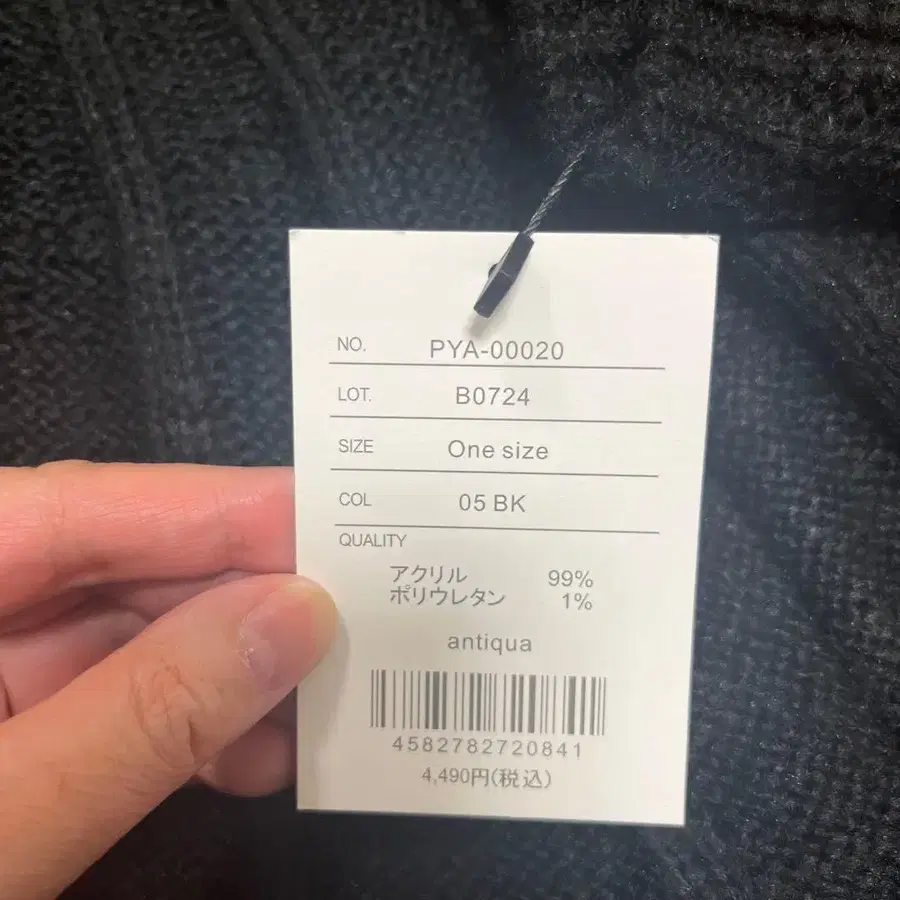 NO. PYA-00020
LOT. B0724
SIZE One size
COL 05 BK
QUALITY
アクリル 99%
ポリウレタン 1%
antiqua
4582782720841
4,490円(税込)